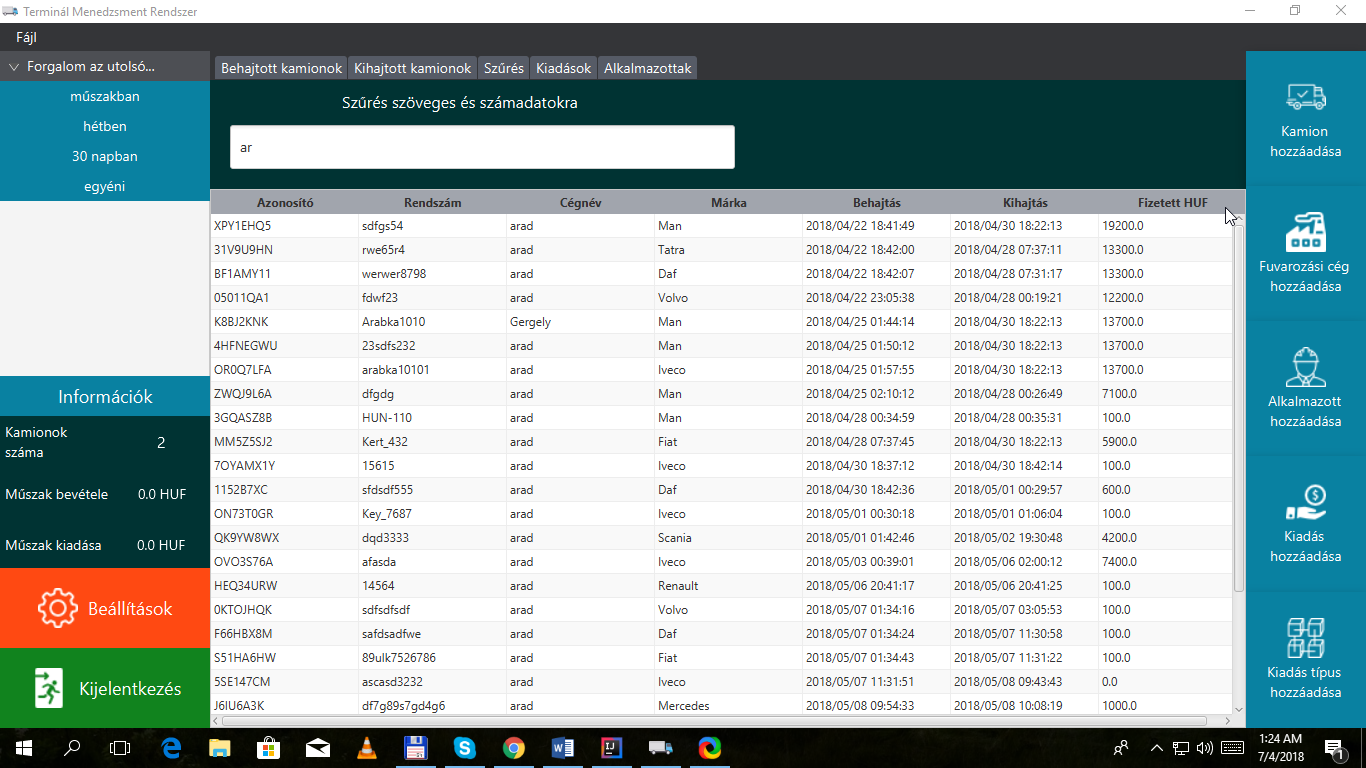 Terminál Menedzsment Rendszer
Fájl
Forgalom az utolsó...
műszakban
hétben
30 napban
egyéni
Információk
Kamionok száma 2
Műszak bevétele 0.0 HUF
Műszak kiadása 0.0 HUF
Beállítások
Kijelentkezés
Behajtott kamionok Kihajtott kamionok Szűrés Kiadások Alkalmazottak
Szűrés szöveges és számadatokra
ar
Azonosító Rendszám Cégnév Márka Behajtás Kihajtás Fizetett HUF
XPY1EHQ5 sdfgs54 arad Man 2018/04/22 18:41:49 2018/04/30 18:22:13 19200.0
31V9U9HN rwe65r4 arad Tatra 2018/04/22 18:42:00 2018/04/28 07:37:11 13300.0
BF1AMY11 werwer8798 arad Daf 2018/04/22 18:42:07 2018/04/28 07:31:17 13300.0
05011QA1 fdwf23 arad Volvo 2018/04/22 23:05:38 2018/04/28 00:19:21 12200.0
K8BJ2KNK Arabka1010 Gergely Man 2018/04/25 01:44:14 2018/04/30 18:22:13 13700.0
4HFNEGWU 23sdfs232 arad Man 2018/04/25 01:50:12 2018/04/30 18:22:13 13700.0
OR0Q7LFA arabka10101 arad Iveco 2018/04/25 01:57:55 2018/04/30 18:22:13 13700.0
ZWQJ9L6A dfgdg arad Man 2018/04/25 02:10:12 2018/04/28 00:26:49 7100.0
3GQASZ8B HUN-110 arad Man 2018/04/28 00:34:59 2018/04/28 00:35:31 100.0
MM5Z5SJ2 Kert_432 arad Fiat 2018/04/28 07:37:45 2018/04/30 18:22:13 5900.0
7OYAMX1Y 15615 arad Iveco 2018/04/30 18:37:12 2018/04/30 18:42:14 100.0
1152B7XC sfdsdf555 arad Daf 2018/04/30 18:42:36 2018/05/01 00:29:57 600.0
ON73T0GR Key_7687 arad Iveco 2018/05/01 00:30:18 2018/05/01 01:06:04 100.0
QK9YW8WX dqd3333 arad Scania 2018/05/01 01:42:46 2018/05/02 19:30:48 4200.0
OVO3S76A afasda arad Iveco 2018/05/03 00:39:01 2018/05/06 02:00:12 7400.0
HEQ34URW 14564 arad Renault 2018/05/06 20:41:17 2018/05/06 20:41:25 100.0
0KTOJHQK sdfsdfsdf arad Volvo 2018/05/07 01:34:16 2018/05/07 03:05:53 100.0
F66HBX8M safdsadfwe arad Daf 2018/05/07 01:34:24 2018/05/07 11:30:58 100.0
S51HA6HW 89ulk7526786 arad Fiat 2018/05/07 01:34:43 2018/05/07 11:31:22 100.0
5SE147CM ascasd3232 arad Iveco 2018/05/07 11:31:51 2018/05/08 09:43:43 0.0
J6IU6A3K df7g89s7gd4g6 arad Mercedes 2018/05/08 09:54:33 2018/05/08 10:08:19 1000.0
Kamion
hozzáadása
Fuvarozási cég
hozzáadása
Alkalmazott
hozzáadása
Kiadás
hozzáadása
Kiadás típus
hozzáadása
1:24 AM
7/4/2018
1